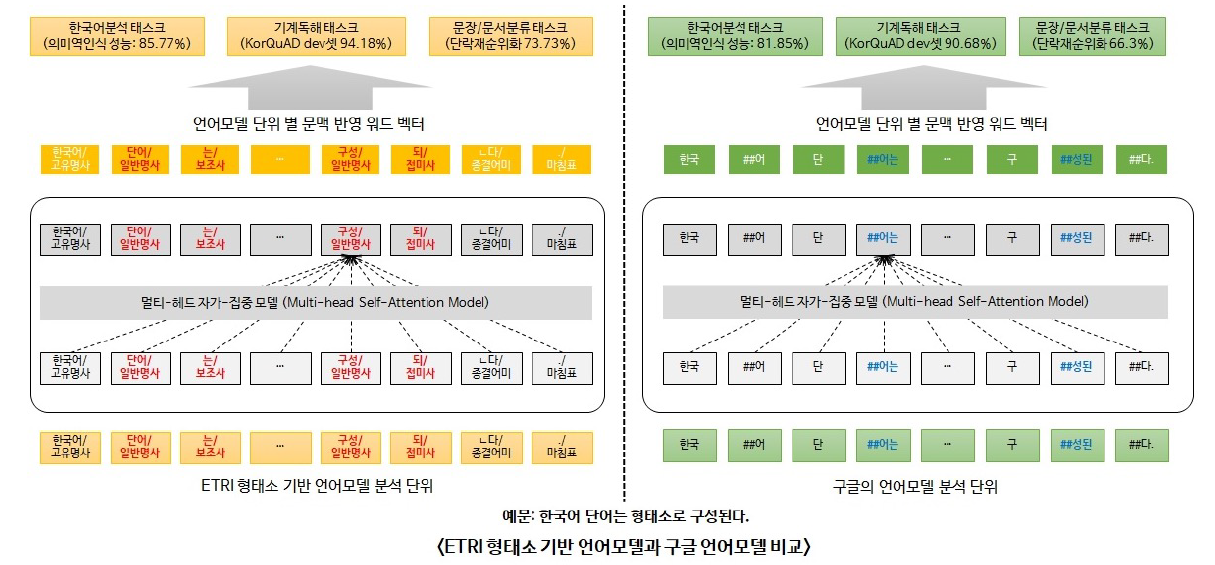 한국어분석 태스크
(의미역인식 성능: 85.77%)
기계독해 태스크
(KorQuAD dev셋 94.18%)
문장/문서분류 태스크
(단락재순위화 73.73%)
언어모델 단위 별 문맥 반영 워드 벡터
한국어/ 단어/ 는/ ... 구성/ 되/ ㄴ다/ ./
고유명사 일반명사 보조사 일반명사 접미사 종결어미 마침표
한국어/ 단어/ 는/ ... 구성/ 되/ ㄴ다/ ./
고유명사 일반명사 보조사 일반명사 접미사 종결어미 마침표
멀티-헤드 자가-집중 모델 (Multi-head Self-Attention Model)
한국어/ 단어/ 는/ ... 구성/ 되/ ㄴ다/ ./
고유명사 일반명사 보조사 일반명사 접미사 종결어미 마침표
한국어/ 단어/ 는/ ... 구성/ 되/ ㄴ다/ ./
고유명사 일반명사 보조사 일반명사 접미사 종결어미 마침표
ETRI 형태소 기반 언어모델 분석 단위
한국어분석 태스크
(의미역인식 성능: 81.85%)
기계독해 태스크
(KorQuAD dev셋 90.68%)
문장/문서분류 태스크
(단락재순위화 66.3%)
언어모델 단위 별 문맥 반영 워드 벡터
한국 ##어 단 ##어는 ... 구 ##성된 ##다.
한국 ##어 단 ##어는 ... 구 ##성된 ##다.
멀티-헤드 자가-집중 모델 (Multi-head Self-Attention Model)
한국 ##어 단 ##어는 ... 구 ##성된 ##다.
한국 ##어 단 ##어는 ... 구 ##성된 ##다.
구글의 언어모델 분석 단위
예문: 한국어 단어는 형태소로 구성된다.
<ETRI 형태소 기반 언어모델과 구글 언어모델 비교>